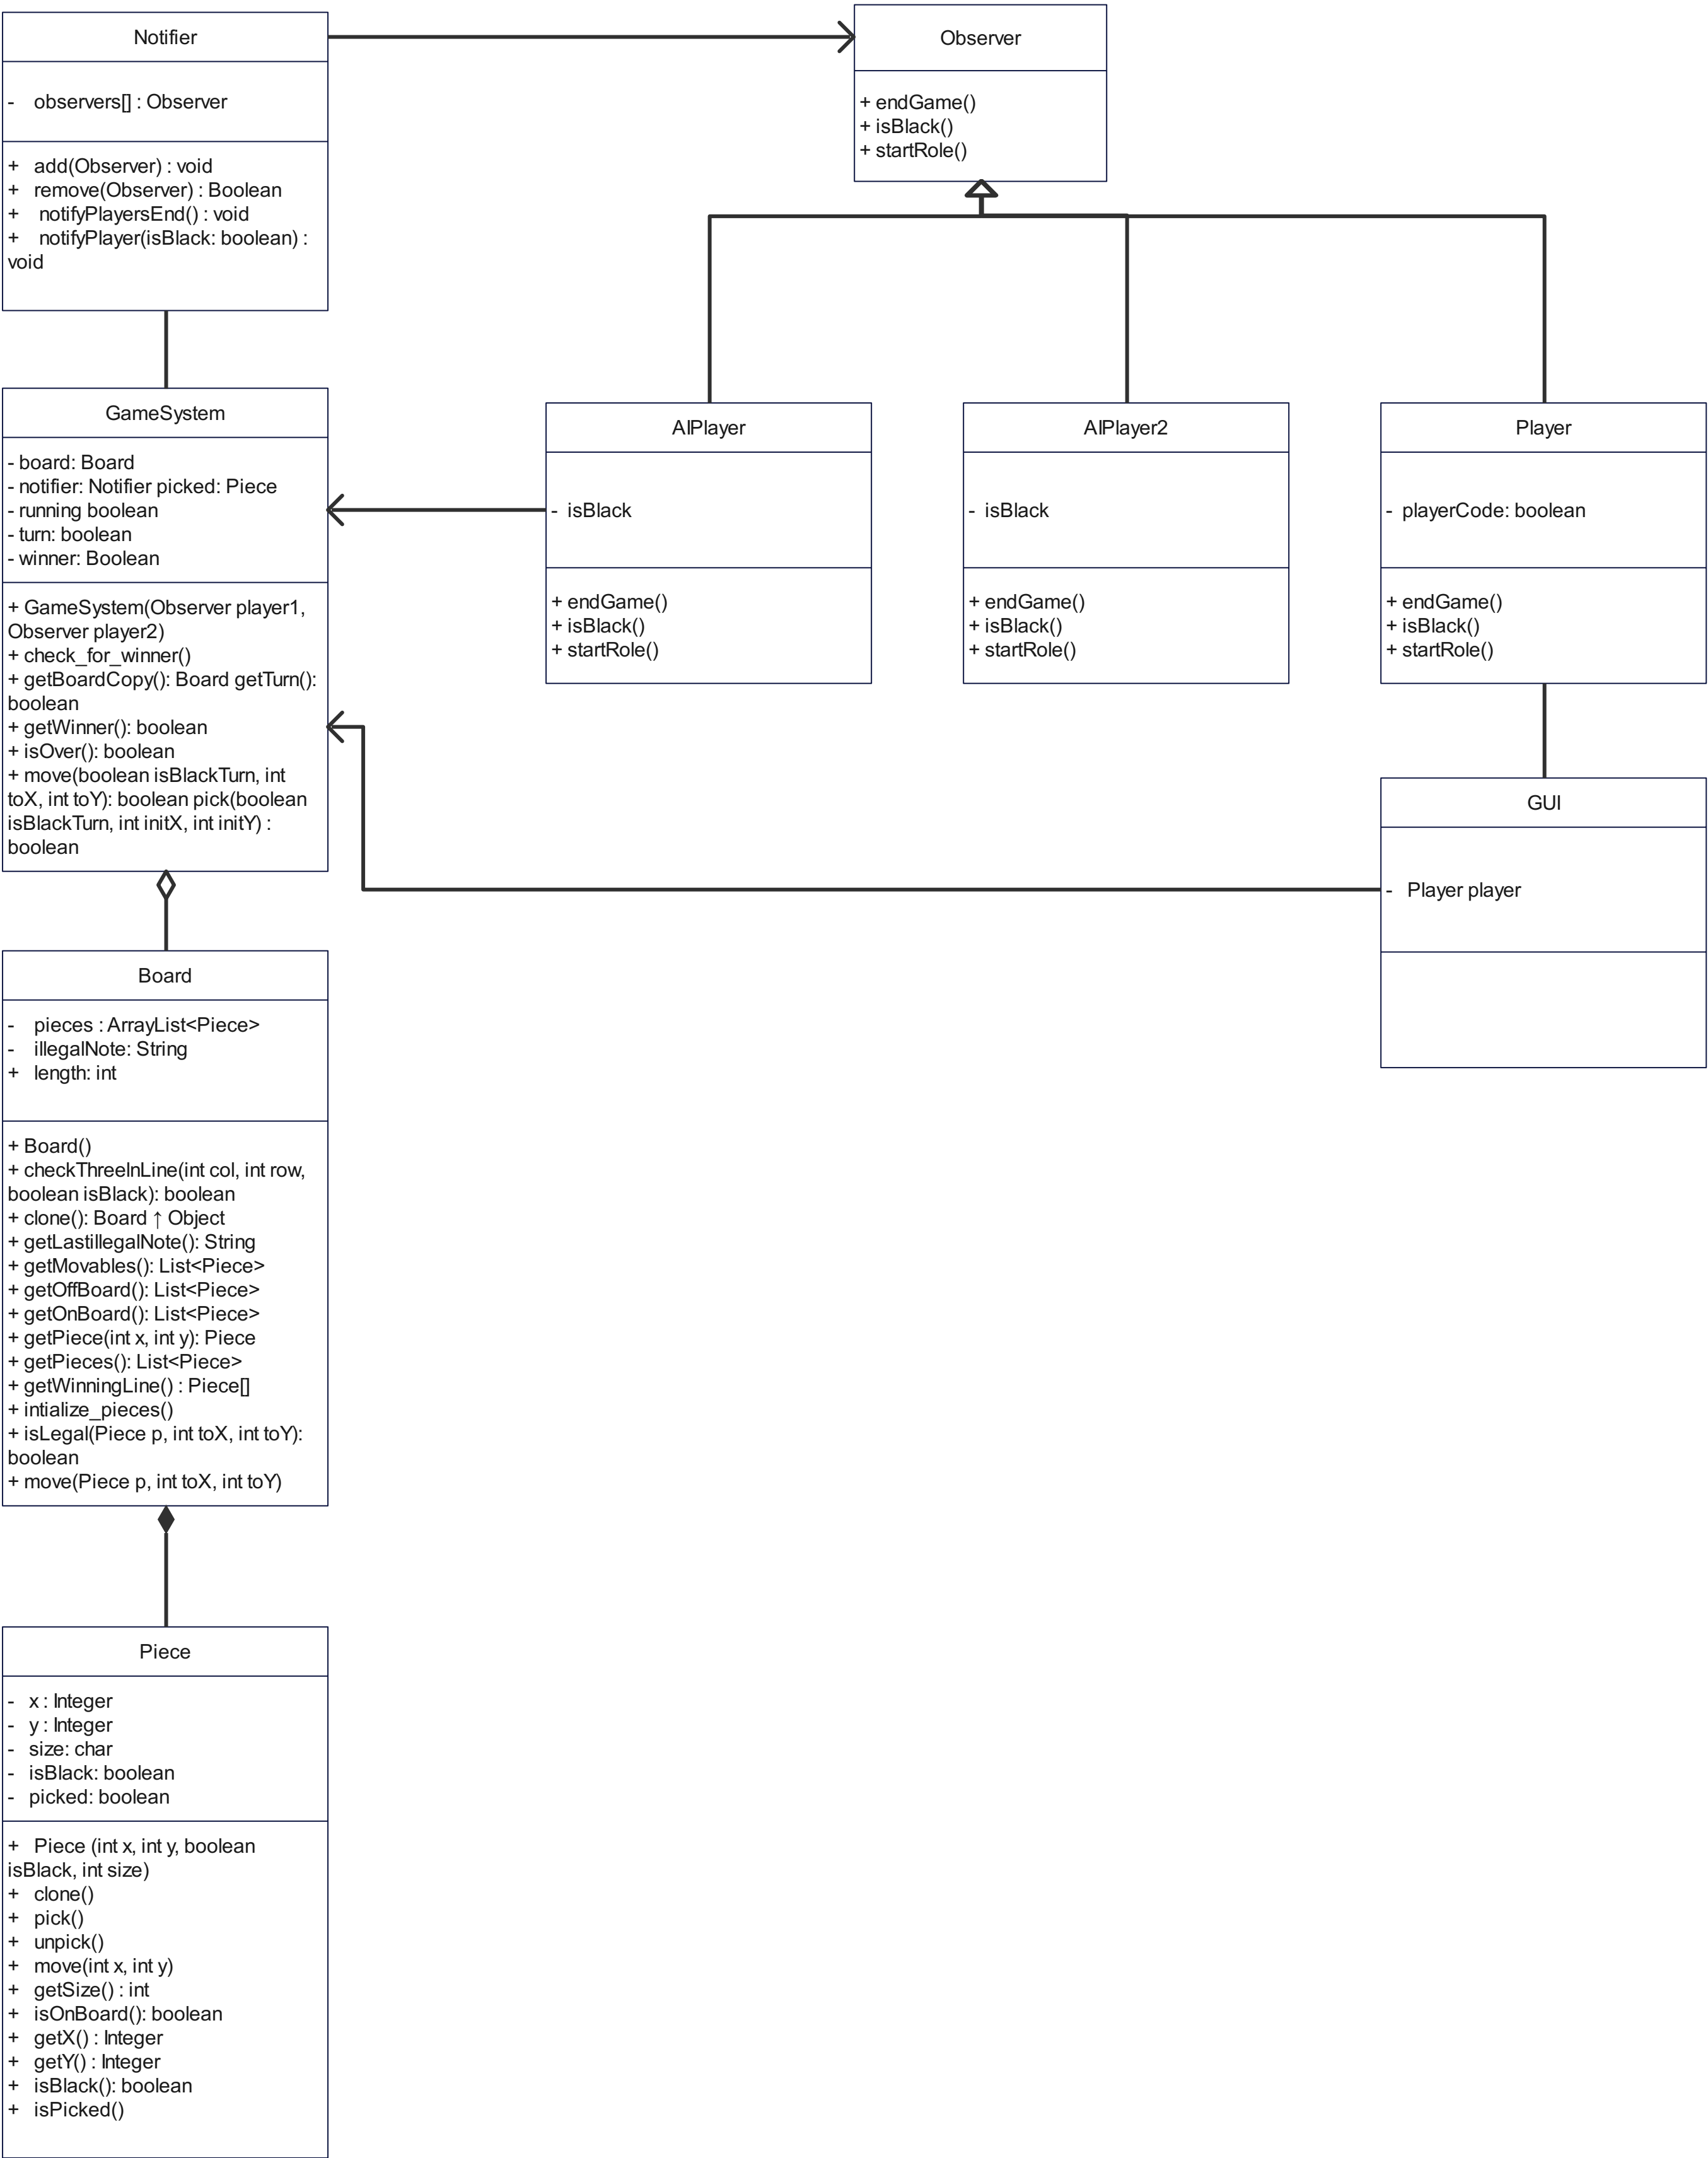 Notifier
- observers[] : Observer
+ add(Observer) : void
+ remove(Observer) : Boolean
+ notifyPlayersEnd() : void
+ notifyPlayer(isBlack: boolean) :
void
Observer
+ endGame()
+ isBlack()
+ startRole()
GameSystem
- board: Board
- notifier: Notifier picked: Piece
- running boolean
- turn: boolean
- winner: Boolean
+ GameSystem(Observer player1,
Observer player2)
+ check_for_winner()
+ getBoardCopy(): Board getTurn():
boolean
+ getWinner(): boolean
+ isOver(): boolean
+ move(boolean isBlackTurn, int
toX, int toY): boolean pick(boolean
isBlackTurn, int initX, int initY) :
boolean
AIPlayer
- isBlack
+ endGame()
+ isBlack()
+ startRole()
AIPlayer2
- isBlack
+ endGame()
+ isBlack()
+ startRole()
Player
- playerCode: boolean
+ endGame()
+ isBlack()
+ startRole()
GUI
- Player player
Board
- pieces : ArrayList<Piece>
- illegalNote: String
+ length: int
+ Board()
+ checkThreeInLine(int col, int row,
boolean isBlack): boolean
+ clone(): Board ↑ Object
+ getLastillegalNote(): String
+ getMovables(): List<Piece>
+ getOffBoard(): List<Piece>
+ getOnBoard(): List<Piece>
+ getPiece(int x, int y): Piece
+ getPieces(): List<Piece>
+ getWinningLine() : Piece[]
+ intialize_pieces()
+ isLegal(Piece p, int toX, int toY):
boolean
+ move(Piece p, int toX, int toY)
Piece
- x : Integer
- y : Integer
- size: char
- isBlack: boolean
- picked: boolean
+ Piece (int x, int y, boolean
isBlack, int size)
+ clone()
+ pick()
+ unpick()
+ move(int x, int y)
+ getSize() : int
+ isOnBoard(): boolean
+ getX() : Integer
+ getY() : Integer
+ isBlack(): boolean
+ isPicked()